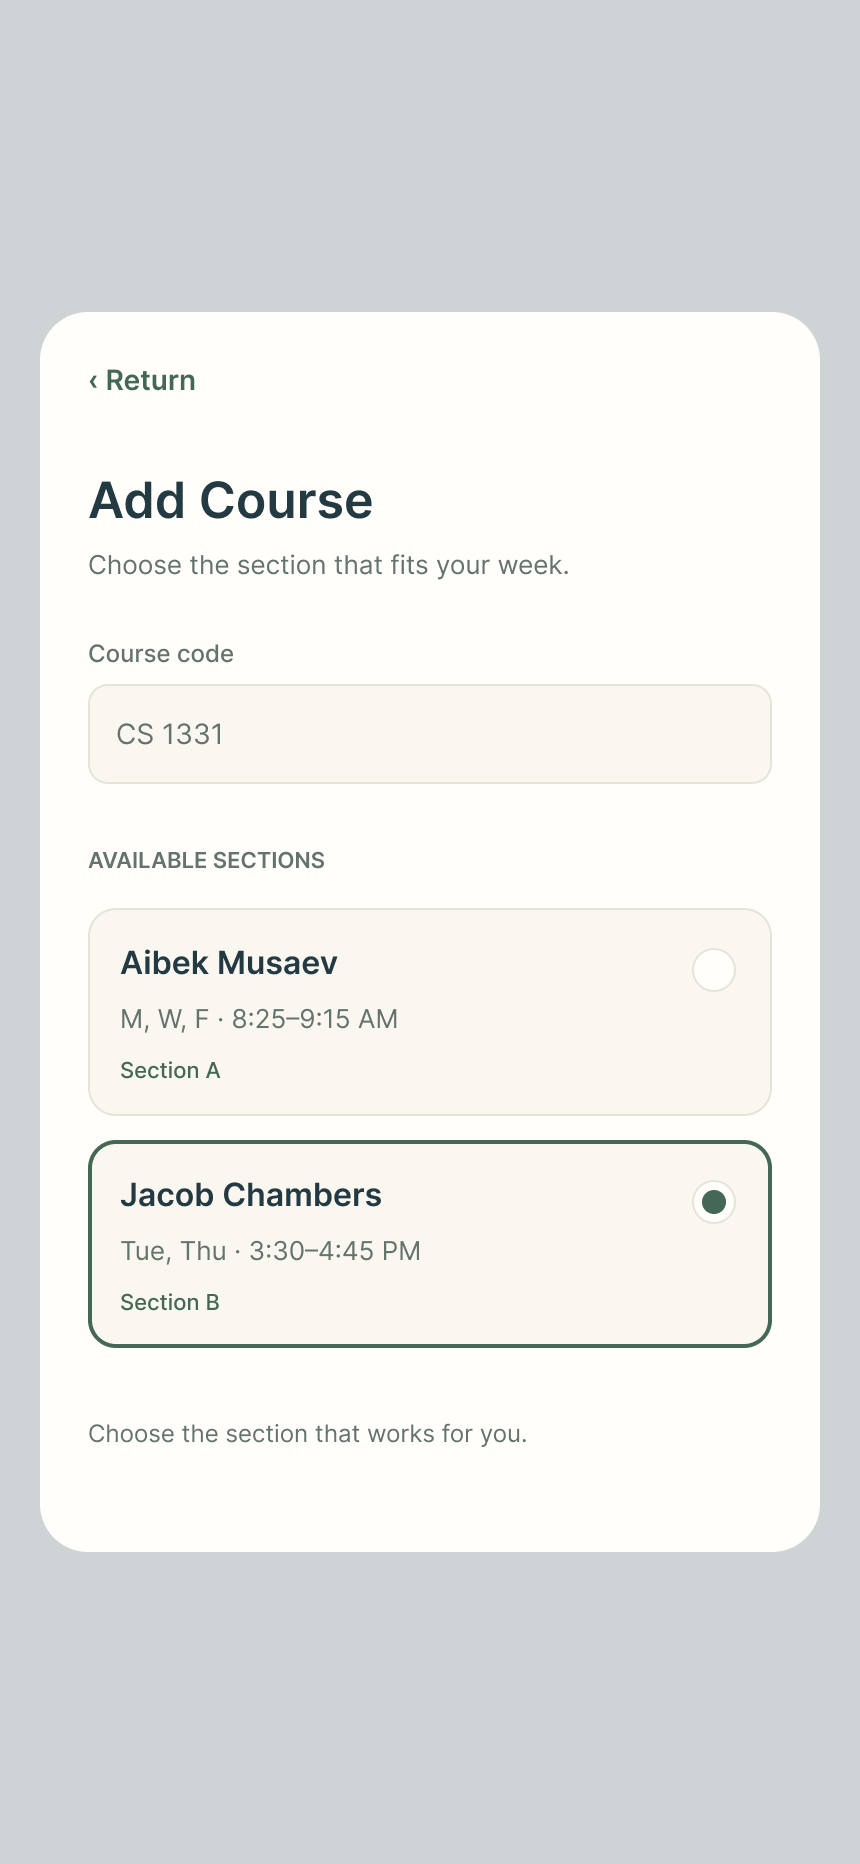 ‹ Return
Add Course
Choose the section that fits your week.
Course code
CS 1331
AVAILABLE SECTIONS
Aibek Musaev
M, W, F · 8:25–9:15 AM
Section A
Jacob Chambers
Tue, Thu · 3:30–4:45 PM
Section B
Choose the section that works for you.